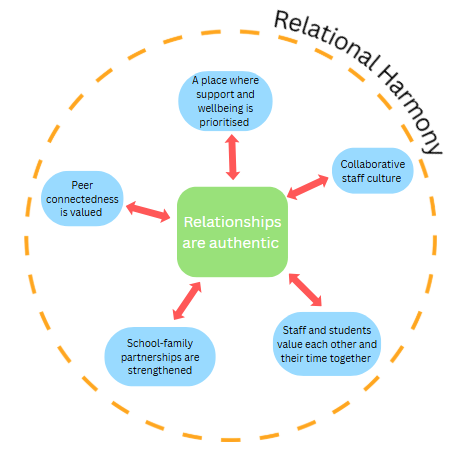 Relational Harmony
A place where
support and
wellbeing is
prioritised
Collaborative
staff culture
Peer
connectedness
is valued
Relationships
are authentic
Staff and students
value each other and
their time together
School-family
partnerships are
strengthened